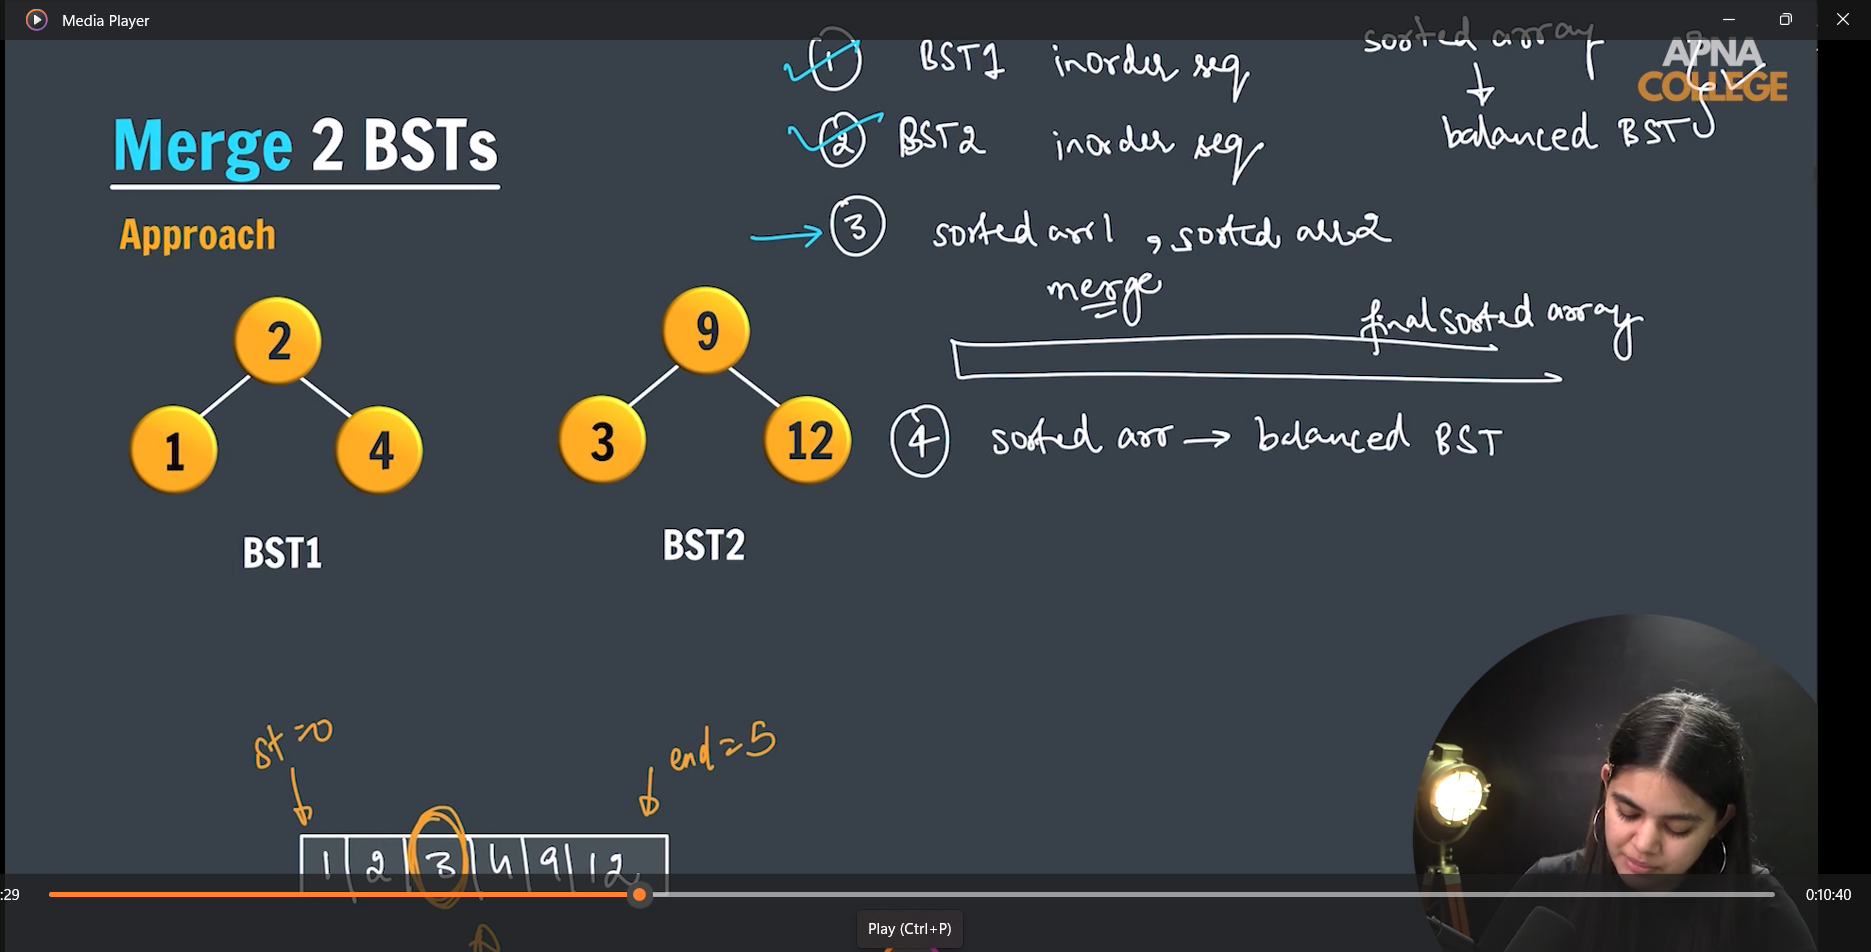 Media Player
sorted array
APNA
COLLEGE
① BST1 inorder seq
↓
balanced BST
Merge 2 BSTs
② BST2 inorder seq
Approach
→ ③ sorted arr1, sorted arr2
merge
final sorted array
④ sorted arr → balanced BST
2
1
4
BST1
9
3
12
BST2
st=0
end=5
1 2 3 4 9 12
:29
0:10:40
Play (Ctrl+P)